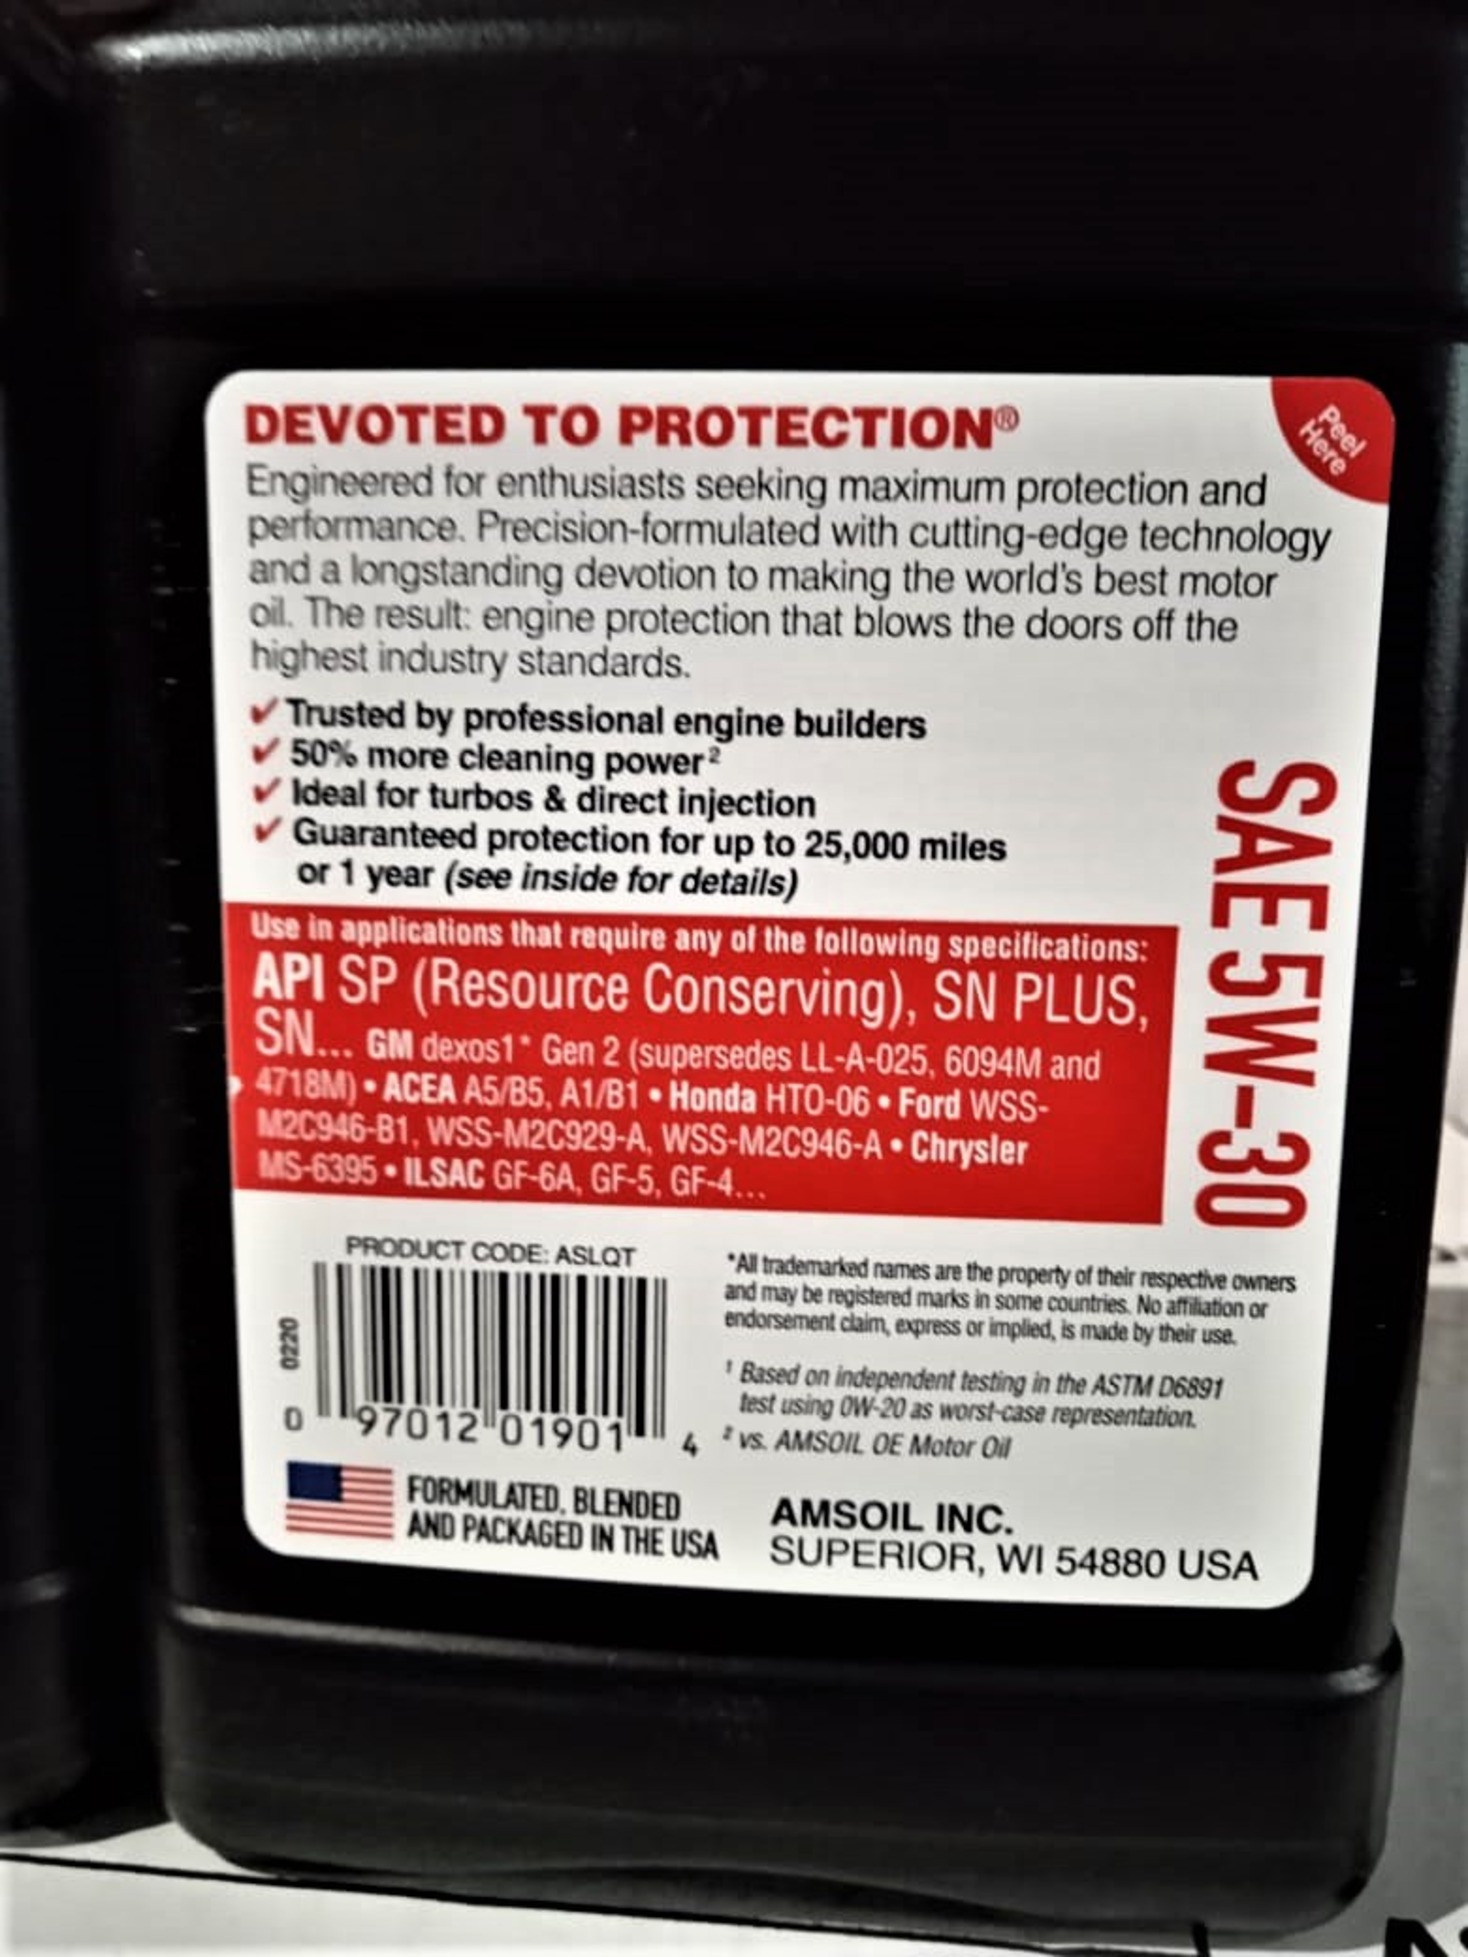 DEVOTED TO PROTECTION®
Peel
Here
Engineered for enthusiasts seeking maximum protection and
performance. Precision-formulated with cutting-edge technology
and a longstanding devotion to making the world's best motor
oil. The result: engine protection that blows the doors off the
highest industry standards.
✔ Trusted by professional engine builders
✔ 50% more cleaning power²
✔ Ideal for turbos & direct injection
✔ Guaranteed protection for up to 25,000 miles
or 1 year (see inside for details)
SAE 5W-30
Use in applications that require any of the following specifications:
API SP (Resource Conserving), SN PLUS,
SN... GM dexos1* Gen 2 (supersedes LL-A-025, 6094M and
4718M) • ACEA A5/B5, A1/B1 • Honda HTO-06 • Ford WSS-
M2C946-B1, WSS-M2C929-A, WSS-M2C946-A • Chrysler
MS-6395 • ILSAC GF-6A, GF-5, GF-4...
PRODUCT CODE: ASLQT
0220
0 97012 01901 4
*All trademarked names are the property of their respective owners
and may be registered marks in some countries. No affiliation or
endorsement claim, express or implied, is made by their use.
¹ Based on independent testing in the ASTM D6891
test using 0W-20 as worst-case representation.
² vs. AMSOIL OE Motor Oil
FORMULATED, BLENDED
AND PACKAGED IN THE USA
AMSOIL INC.
SUPERIOR, WI 54880 USA